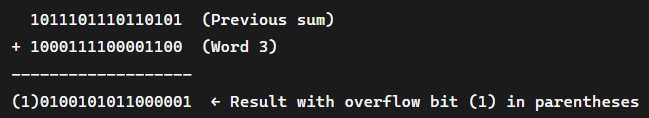 1011101110110101 (Previous sum)
+ 1000111100001100 (Word 3)
-------------------
(1)0100101011000001 ← Result with overflow bit (1) in parentheses